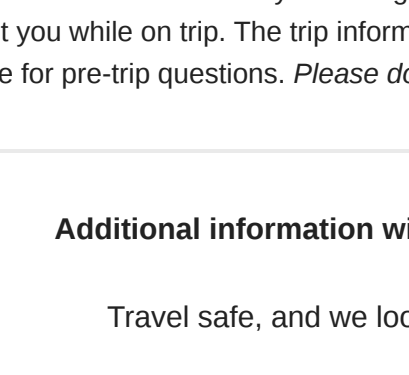 t you while on trip. The trip inform
e for pre-trip questions. Please do
Additional information wi
Travel safe, and we loo